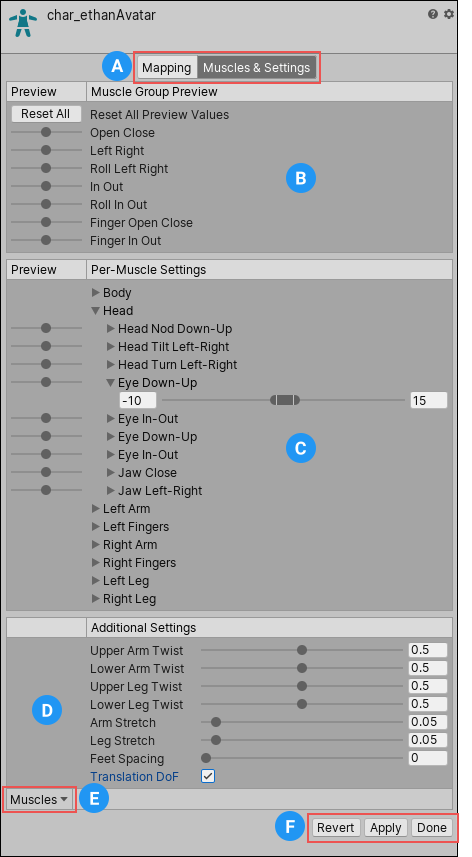 char_ethanAvatar
A Mapping Muscles & Settings
Preview Muscle Group Preview
Reset All Reset All Preview Values
Open Close
Left Right
Roll Left Right
B
In Out
Roll In Out
Finger Open Close
Finger In Out
Preview Per-Muscle Settings
Body
Head
Head Nod Down-Up
Head Tilt Left-Right
Head Turn Left-Right
Eye Down-Up
-10 15
Eye In-Out
Eye Down-Up
C
Eye In-Out
Jaw Close
Jaw Left-Right
Left Arm
Left Fingers
Right Arm
Right Fingers
Left Leg
Right Leg
Additional Settings
Upper Arm Twist 0.5
Lower Arm Twist 0.5
Upper Leg Twist 0.5
D Lower Leg Twist 0.5
Arm Stretch 0.05
Leg Stretch 0.05
Feet Spacing 0
Translation DoF
Muscles E
F Revert Apply Done